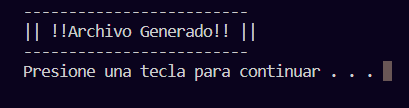 -------------------------
|| !!Archivo Generado!! ||
-------------------------
Presione una tecla para continuar . . .